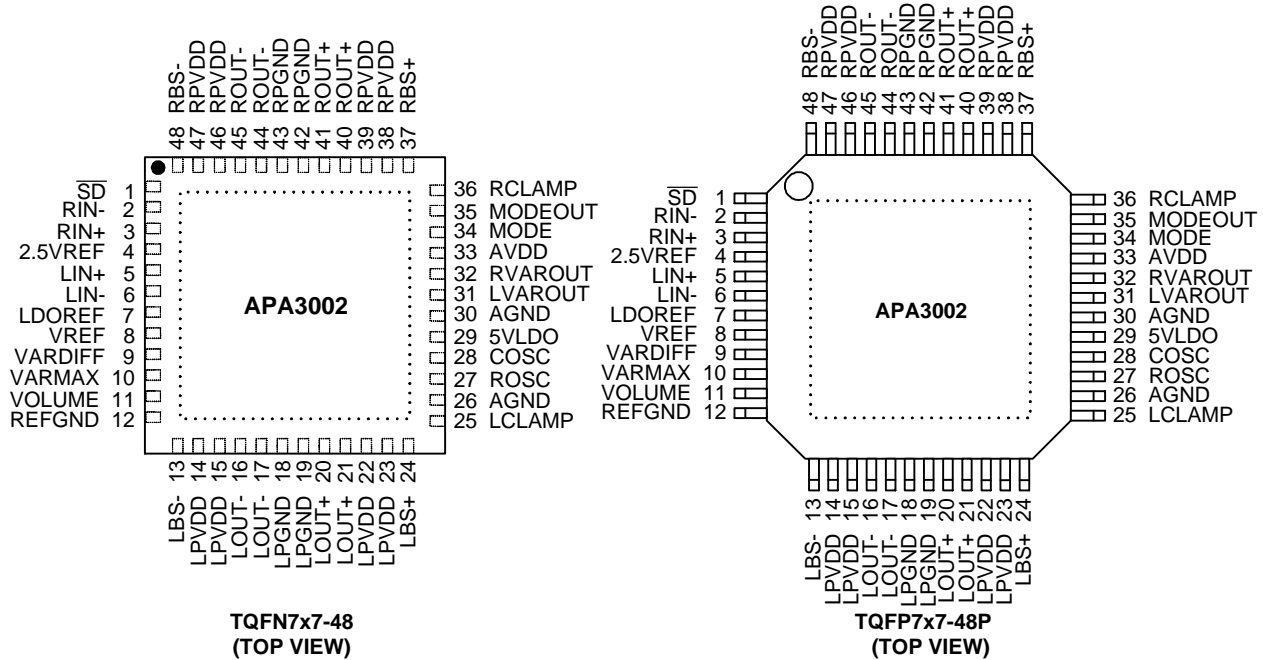 48 RBS-
47 RPVDD
46 RPVDD
45 ROUT-
44 ROUT-
43 RPGND
42 RPGND
41 ROUT+
40 ROUT+
39 RPVDD
38 RPVDD
37 RBS+
SD 1
RIN- 2
RIN+ 3
2.5VREF 4
LIN+ 5
LIN- 6
LDOREF 7
VREF 8
VARDIFF 9
VARMAX 10
VOLUME 11
REFGND 12
APA3002
36 RCLAMP
35 MODEOUT
34 MODE
33 AVDD
32 RVAROUT
31 LVAROUT
30 AGND
29 5VLDO
28 COSC
27 ROSC
26 AGND
25 LCLAMP
LBS- 13
LPVDD 14
LPVDD 15
LOUT- 16
LOUT- 17
LPGND 18
LPGND 19
LOUT+ 20
LOUT+ 21
LPVDD 22
LPVDD 23
LBS+ 24
TQFN7x7-48
(TOP VIEW)
48 RBS-
47 RPVDD
46 RPVDD
45 ROUT-
44 ROUT-
43 RPGND
42 RPGND
41 ROUT+
40 ROUT+
39 RPVDD
38 RPVDD
37 RBS+
SD 1
RIN- 2
RIN+ 3
2.5VREF 4
LIN+ 5
LIN- 6
LDOREF 7
VREF 8
VARDIFF 9
VARMAX 10
VOLUME 11
REFGND 12
APA3002
36 RCLAMP
35 MODEOUT
34 MODE
33 AVDD
32 RVAROUT
31 LVAROUT
30 AGND
29 5VLDO
28 COSC
27 ROSC
26 AGND
25 LCLAMP
LBS- 13
LPVDD 14
LPVDD 15
LOUT- 16
LOUT- 17
LPGND 18
LPGND 19
LOUT+ 20
LOUT+ 21
LPVDD 22
LPVDD 23
LBS+ 24
TQFP7x7-48P
(TOP VIEW)